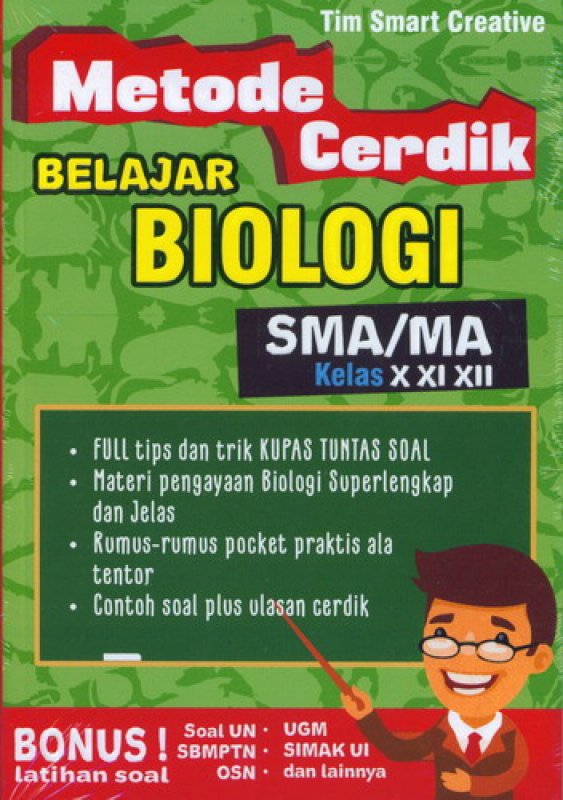 Tim Smart Creative
Metode
Cerdik
BELAJAR
BIOLOGI
SMA/MA
Kelas X XI XII
• FULL tips dan trik KUPAS TUNTAS SOAL
• Materi pengayaan Biologi Superlengkap
dan Jelas
• Rumus-rumus pocket praktis ala
tentor
• Contoh soal plus ulasan cerdik
BONUS !
latihan soal
Soal UN • UGM
SBMPTN • SIMAK UI
OSN • dan lainnya